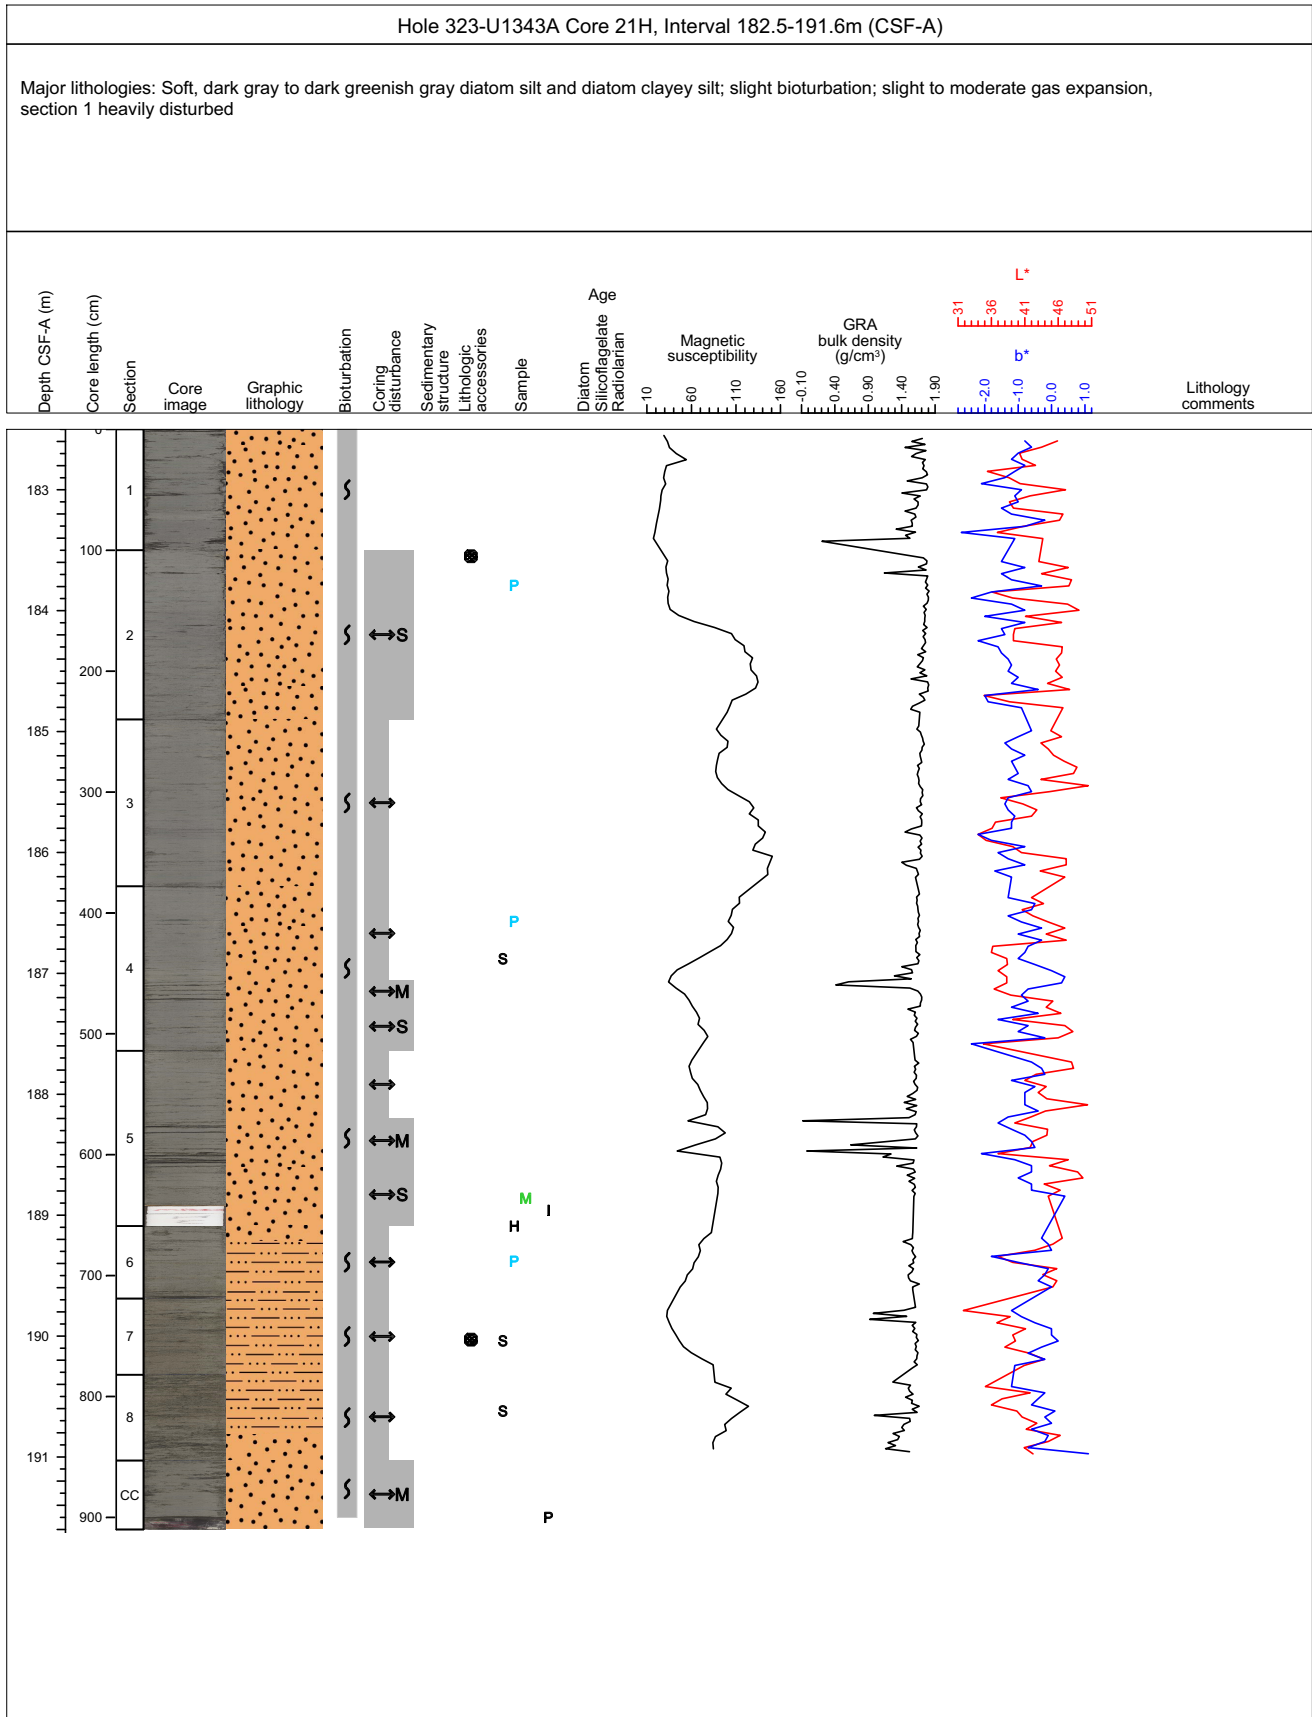 Hole 323-U1343A Core 21H, Interval 182.5-191.6m (CSF-A)
Major lithologies: Soft, dark gray to dark greenish gray diatom silt and diatom clayey silt; slight bioturbation; slight to moderate gas expansion,
section 1 heavily disturbed
Depth CSF-A (m)
Core length (cm)
Section
Core
image
Graphic
lithology
Bioturbation
Coring
disturbance
Sedimentary
structure
Lithologic
accessories
Sample
Age
Diatom
Silicoflagelate
Radiolarian
Magnetic
susceptibility
10 60 110 160
GRA
bulk density
(g/cm³)
-0.10 0.40 0.90 1.40 1.90
L*
31 36 41 46 51
b*
-2.0 -1.0 0.0 1.0
Lithology
comments
0
183 1
100
P
184
2 S
200
185
300 3
186
400 P
S
187 4
M
500 S
188
5 M
600
S
M
189 I
H
6 P
700
190 7 S
800
8 S
191
CC M
900 P